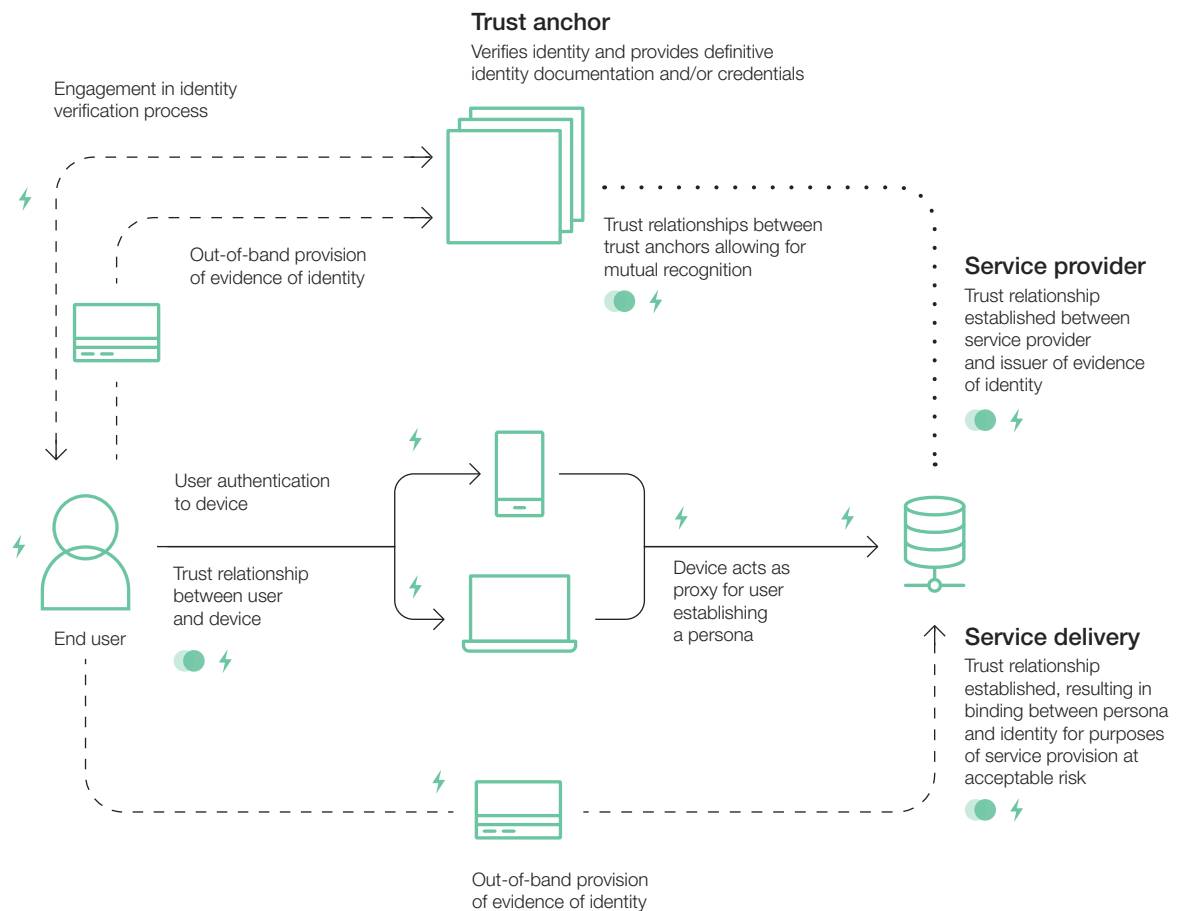 Trust anchor
Verifies identity and provides definitive
identity documentation and/or credentials
Engagement in identity
verification process
Out-of-band provision
of evidence of identity
Trust relationships between
trust anchors allowing for
mutual recognition
Service provider
Trust relationship
established between
service provider
and issuer of evidence
of identity
User authentication
to device
Trust relationship
between user
and device
End user
Device acts as
proxy for user
establishing
a persona
Service delivery
Trust relationship
established, resulting in
binding between persona
and identity for purposes
of service provision at
acceptable risk
Out-of-band provision
of evidence of identity